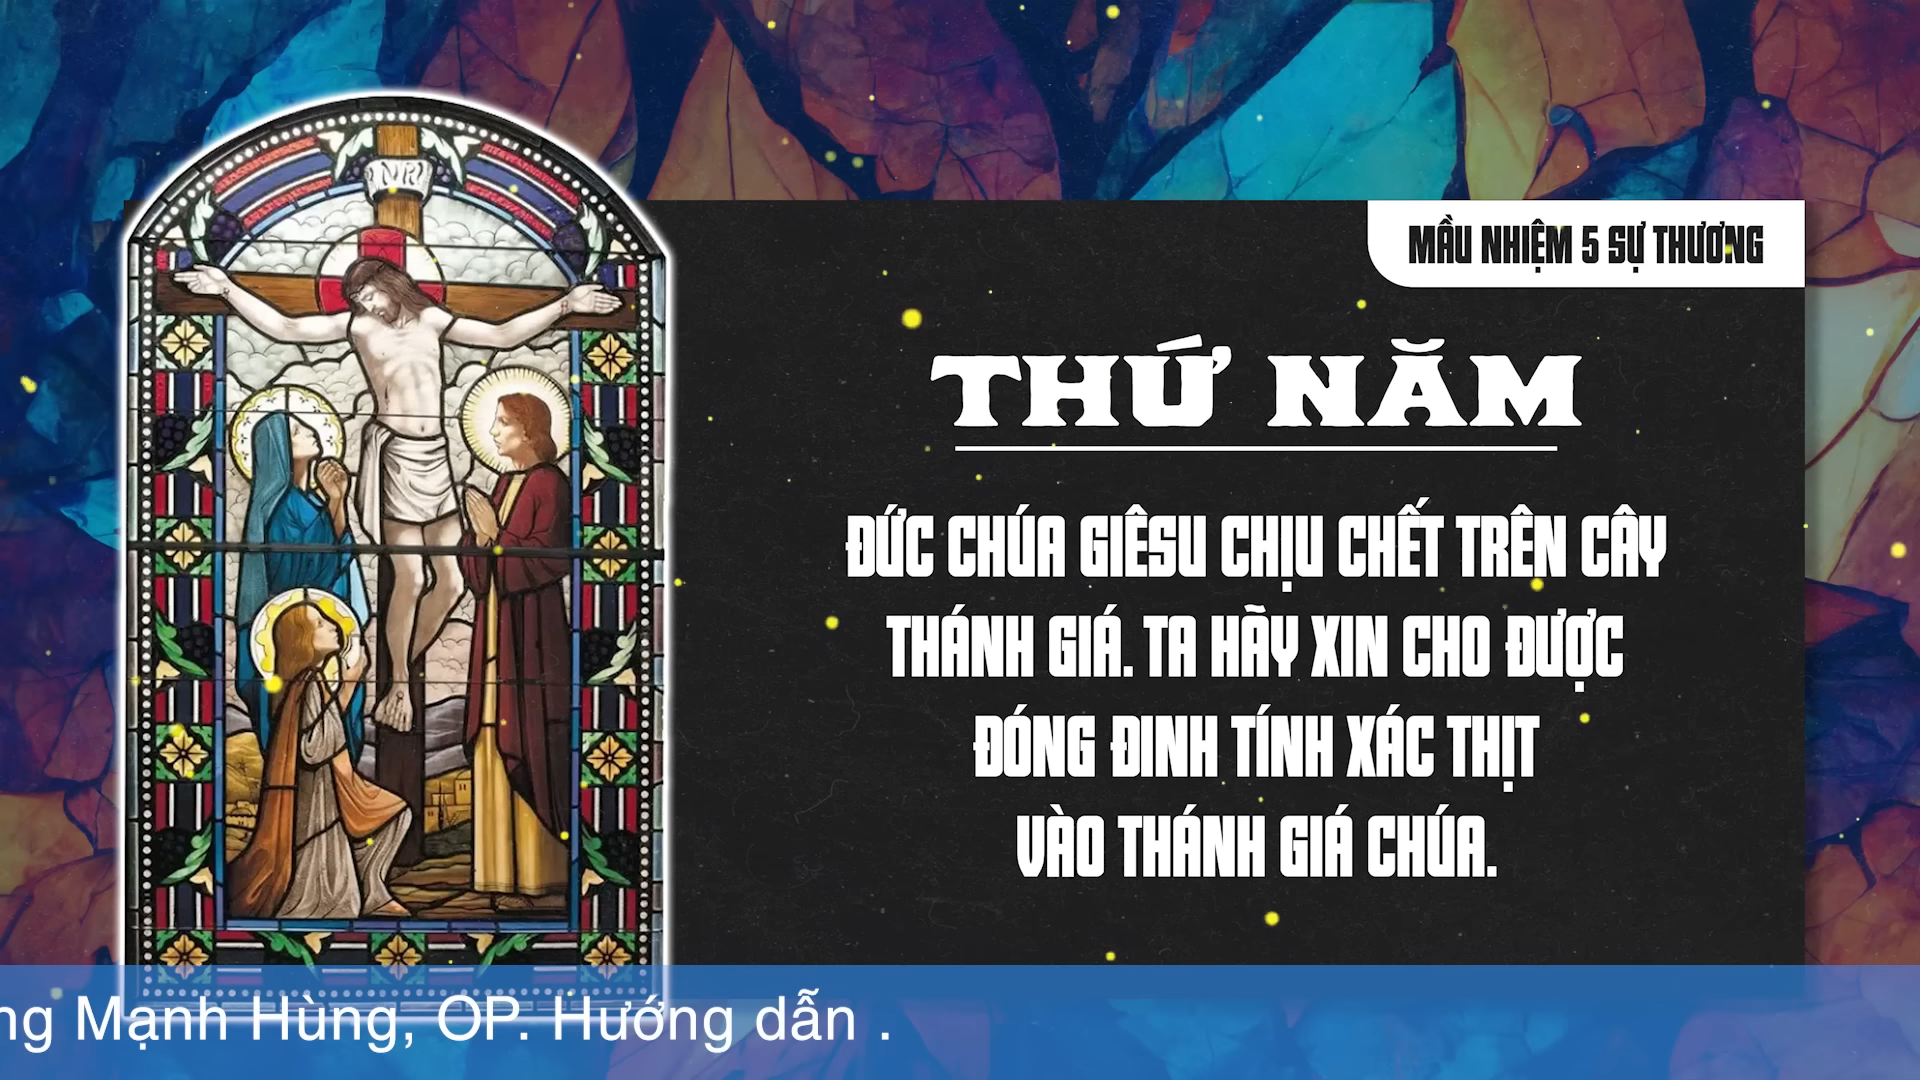 INRI
MẦU NHIỆM 5 SỰ THƯƠNG
THỨ NĂM
ĐỨC CHÚA GIÊSU CHỊU CHẾT TRÊN CÂY
THÁNH GIÁ. TA HÃY XIN CHO ĐƯỢC
ĐÓNG ĐINH TÍNH XÁC THỊT
VÀO THÁNH GIÁ CHÚA.
ng Mạnh Hùng, OP. Hướng dẫn .